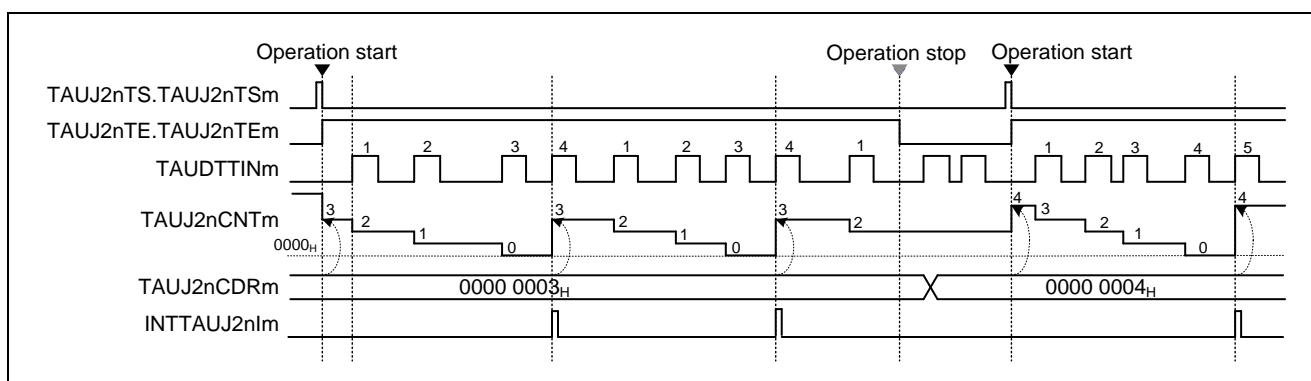 Operation start Operation stop Operation start
TAUJ2nTS.TAUJ2nTSm
TAUJ2nTE.TAUJ2nTEm
1 2 3 4 1 2 3 4 1 1 2 3 4 5
TAUDTTINm
3 2 1 0 3 2 1 0 3 2 4 3 2 1 0 4
TAUJ2nCNTm
0000H
TAUJ2nCDRm 0000 0003H 0000 0004H
INTTAUJ2nIm